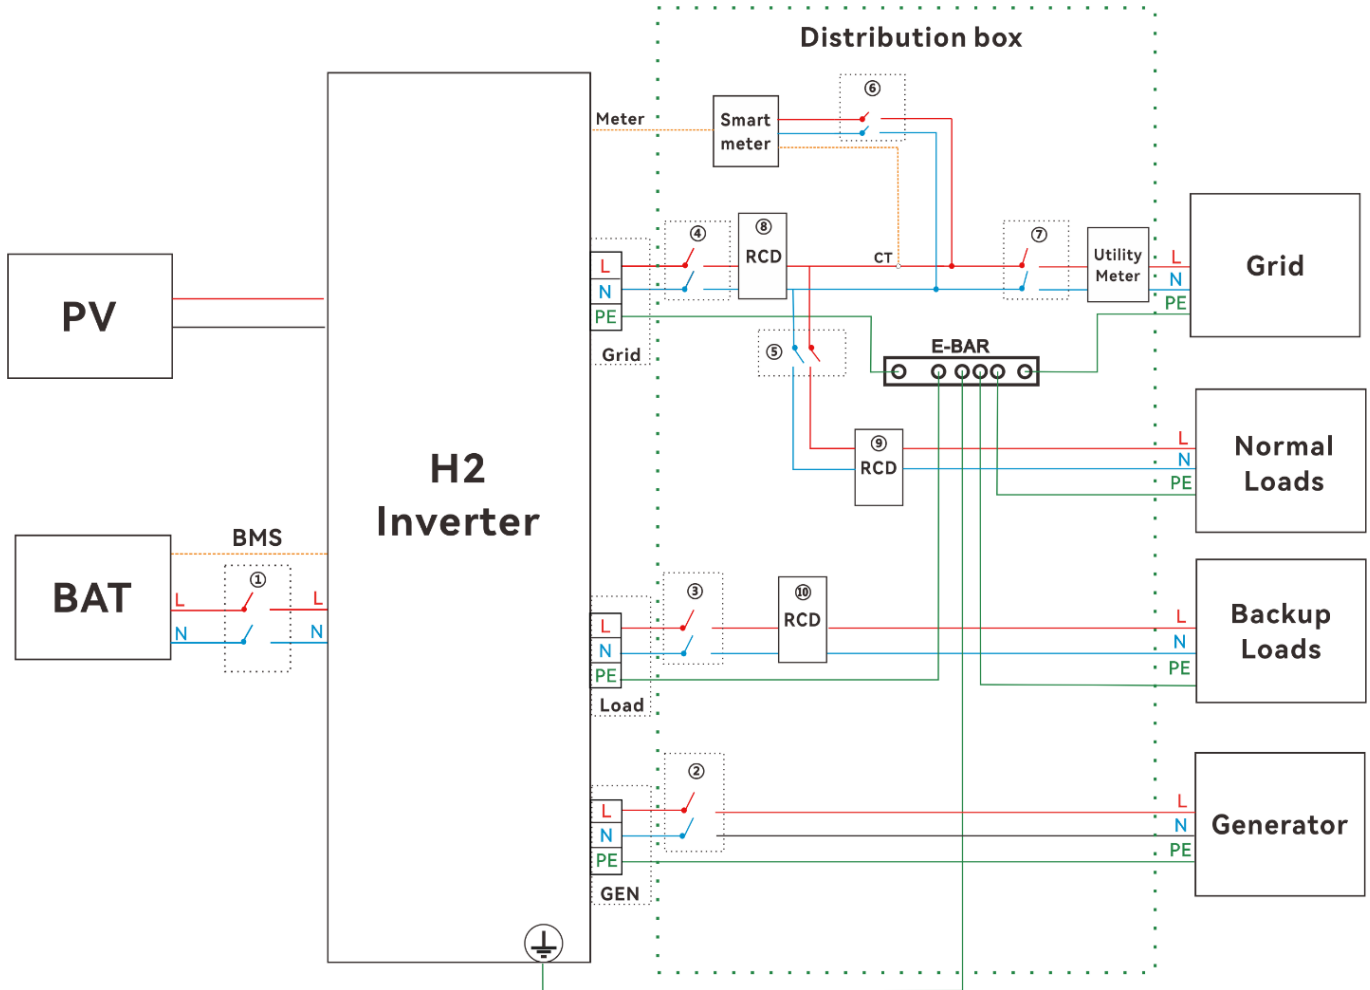 Distribution box
Meter
Smart
meter
⑥
④
⑧
RCD
CT
⑦
Utility
Meter
L
N
PE
Grid
L
N
PE
Grid
PV
⑤
E-BAR
⑨
RCD
L
N
PE
Normal
Loads
H2
Inverter
BMS
BAT
L
N
①
L
N
L
N
PE
Load
③
⑩
RCD
L
N
PE
Backup
Loads
②
L
N
PE
GEN
L
N
PE
Generator